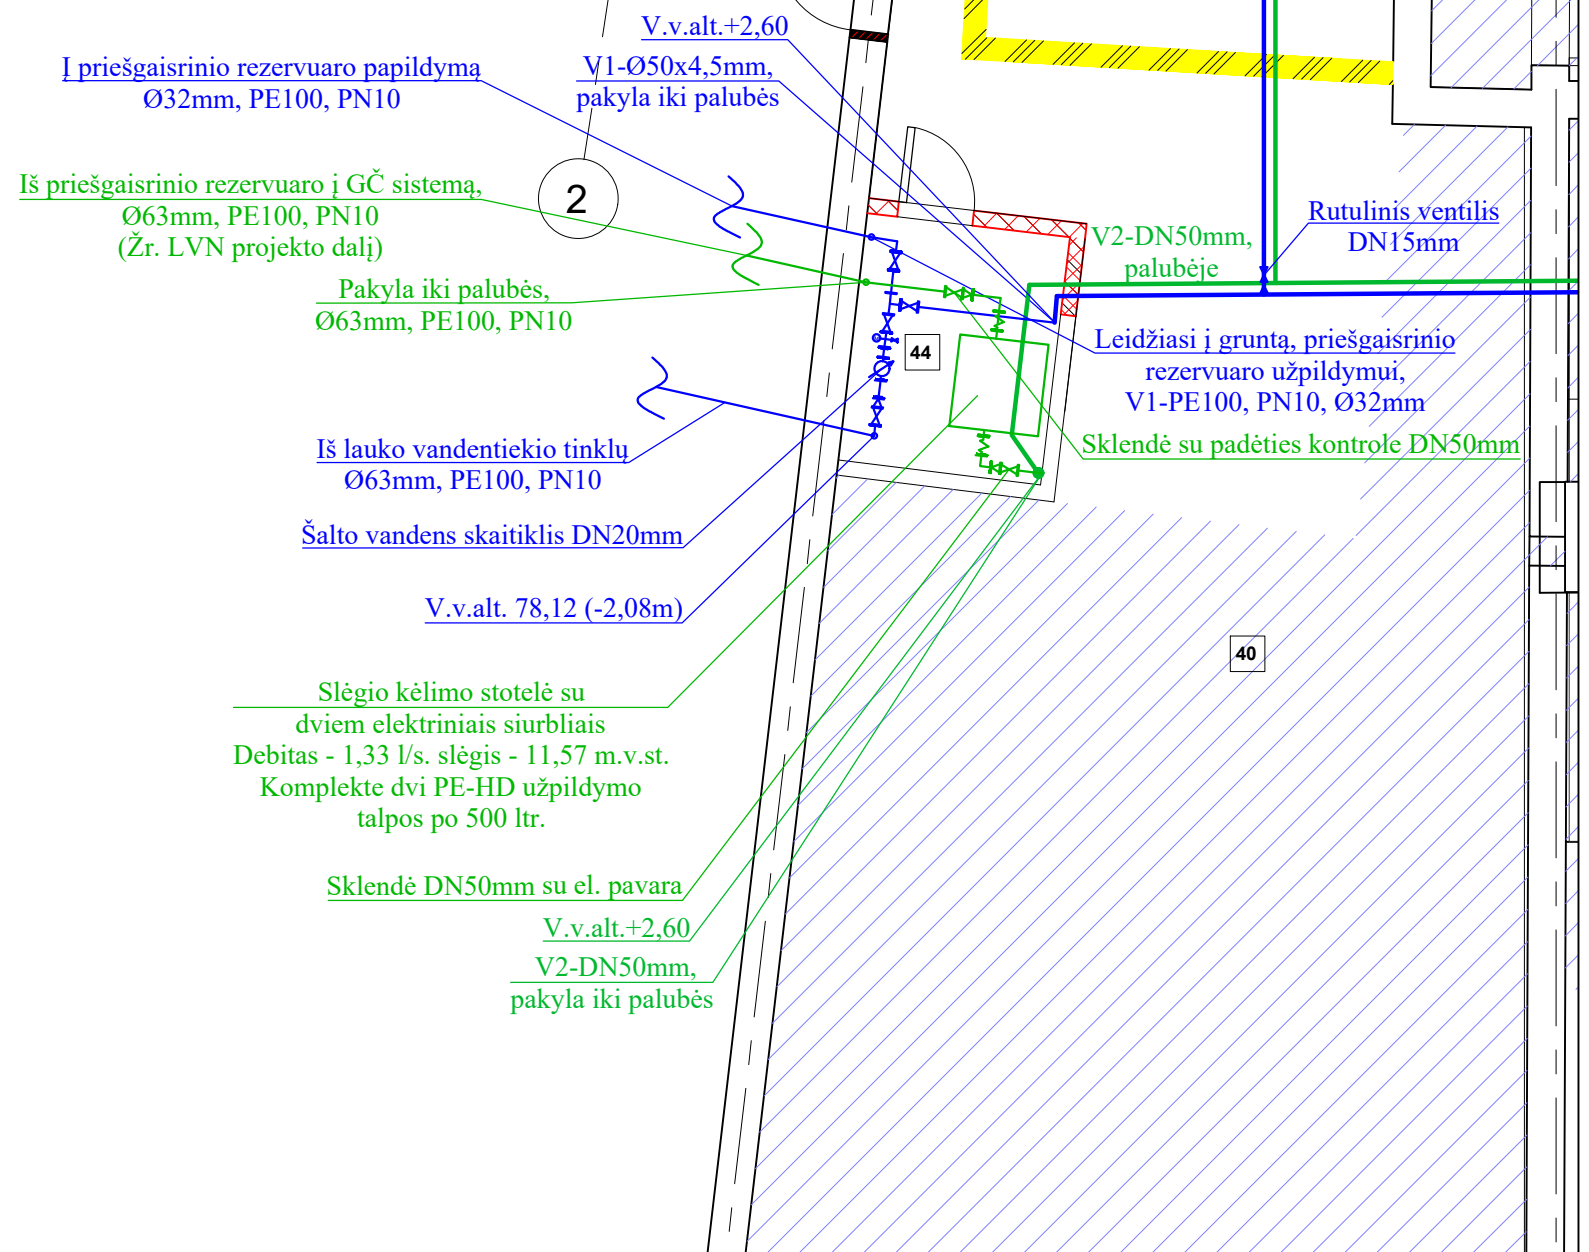 V.v.alt.+2,60
Į priešgaisrinio rezervuaro papildymą
Ø32mm, PE100, PN10
V1-Ø50x4,5mm,
pakyla iki palubės
Iš priešgaisrinio rezervuaro į GČ sistemą,
Ø63mm, PE100, PN10
(Žr. LVN projekto dalį)
2
Pakyla iki palubės,
Ø63mm, PE100, PN10
V2-DN50mm,
palubėje
Rutulinis ventilis
DN15mm
44
Leidžiasi į gruntą, priešgaisrinio
rezervuaro užpildymui,
V1-PE100, PN10, Ø32mm
Sklendė su padėties kontrole DN50mm
Iš lauko vandentiekio tinklų
Ø63mm, PE100, PN10
Šalto vandens skaitiklis DN20mm
V.v.alt. 78,12 (-2,08m)
40
Slėgio kėlimo stotelė su
dviem elektriniais siurbliais
Debitas - 1,33 l/s. slėgis - 11,57 m.v.st.
Komplekte dvi PE-HD užpildymo
talpos po 500 ltr.
Sklendė DN50mm su el. pavara
V.v.alt.+2,60
V2-DN50mm,
pakyla iki palubės